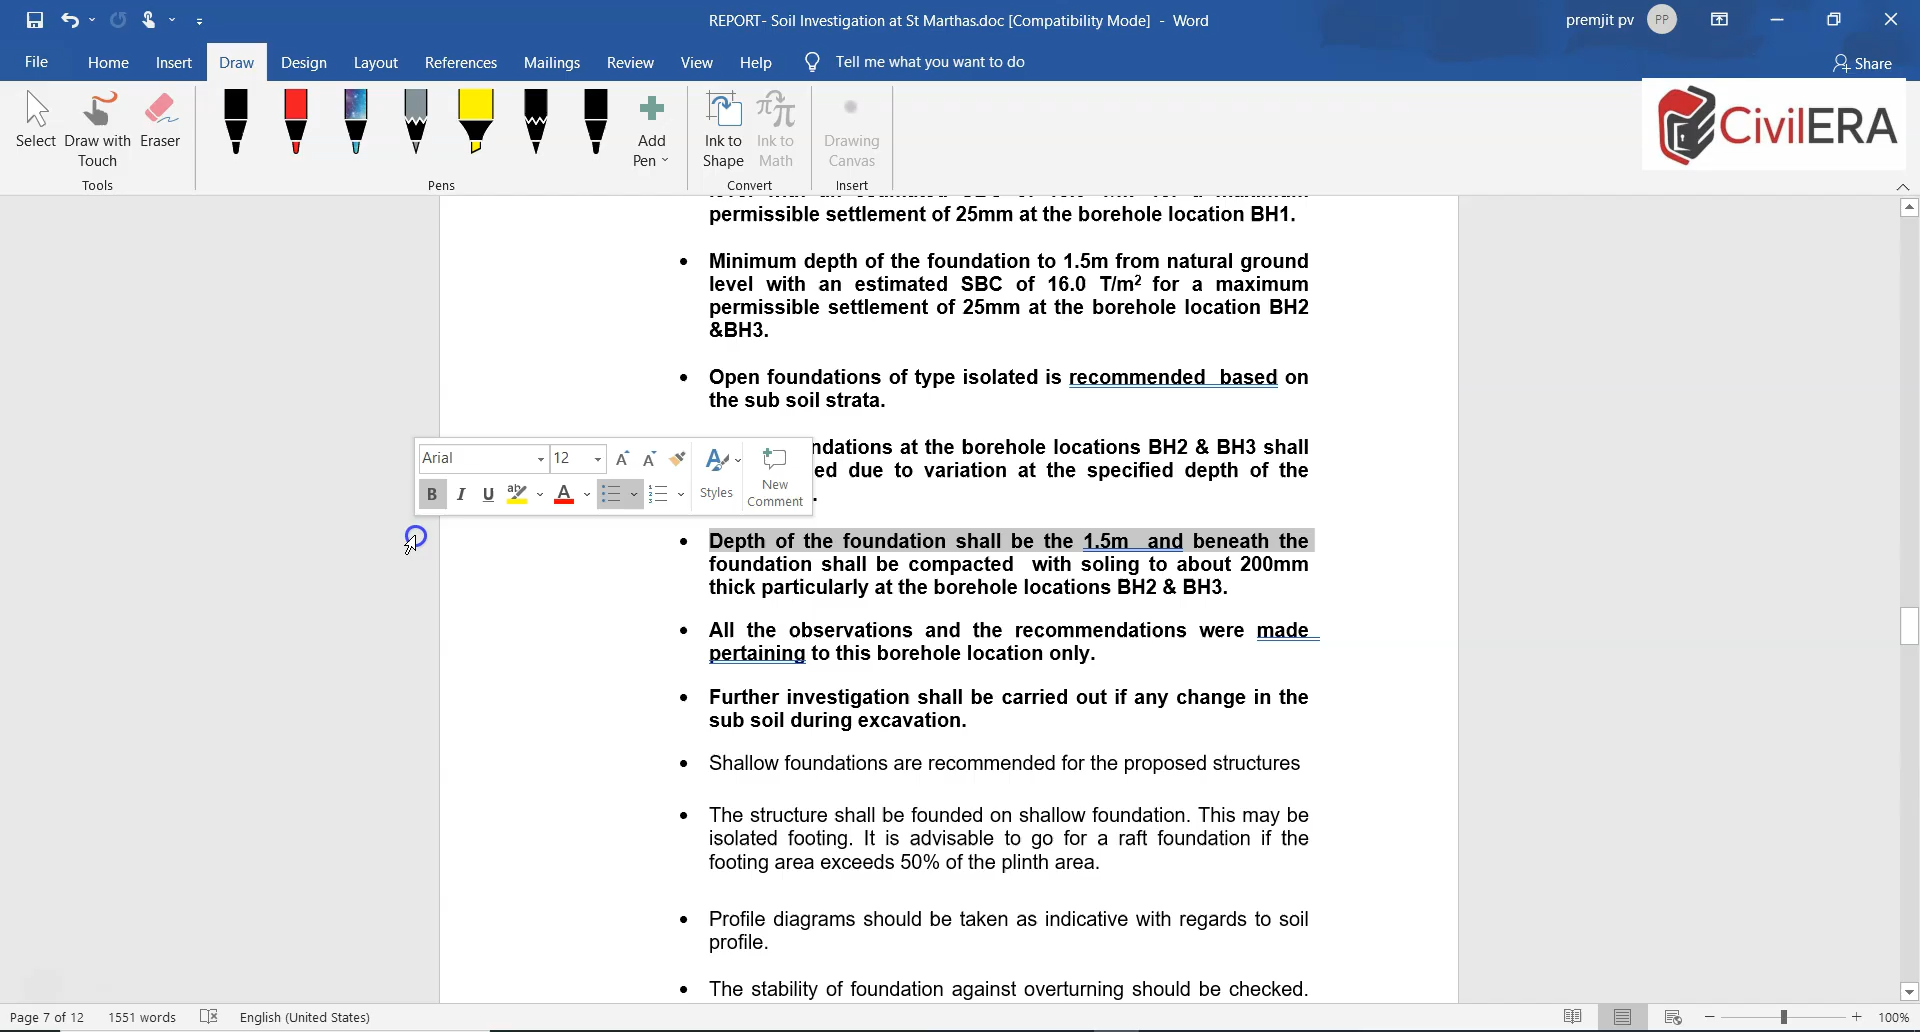 REPORT- Soil Investigation at St Marthas.doc [Compatibility Mode] - Word
premjit pv PP
File Home Insert Draw Design Layout References Mailings Review View Help Tell me what you want to do
Share
Select Draw with Touch Eraser
Add Pen
Ink to Shape Ink to Math
Drawing Canvas
Tools Pens Convert Insert
CivilERA
permissible settlement of 25mm at the borehole location BH1.
• Minimum depth of the foundation to 1.5m from natural ground
level with an estimated SBC of 16.0 T/m² for a maximum
permissible settlement of 25mm at the borehole location BH2
&BH3.
• Open foundations of type isolated is recommended based on
the sub soil strata.
ndations at the borehole locations BH2 & BH3 shall
ed due to variation at the specified depth of the
.
Arial 12 A A
B I U ab A
Styles
New Comment
• Depth of the foundation shall be the 1.5m and beneath the
foundation shall be compacted with soling to about 200mm
thick particularly at the borehole locations BH2 & BH3.
• All the observations and the recommendations were made
pertaining to this borehole location only.
• Further investigation shall be carried out if any change in the
sub soil during excavation.
• Shallow foundations are recommended for the proposed structures
• The structure shall be founded on shallow foundation. This may be
isolated footing. It is advisable to go for a raft foundation if the
footing area exceeds 50% of the plinth area.
• Profile diagrams should be taken as indicative with regards to soil
profile.
• The stability of foundation against overturning should be checked.
Page 7 of 12 1551 words English (United States) 100%